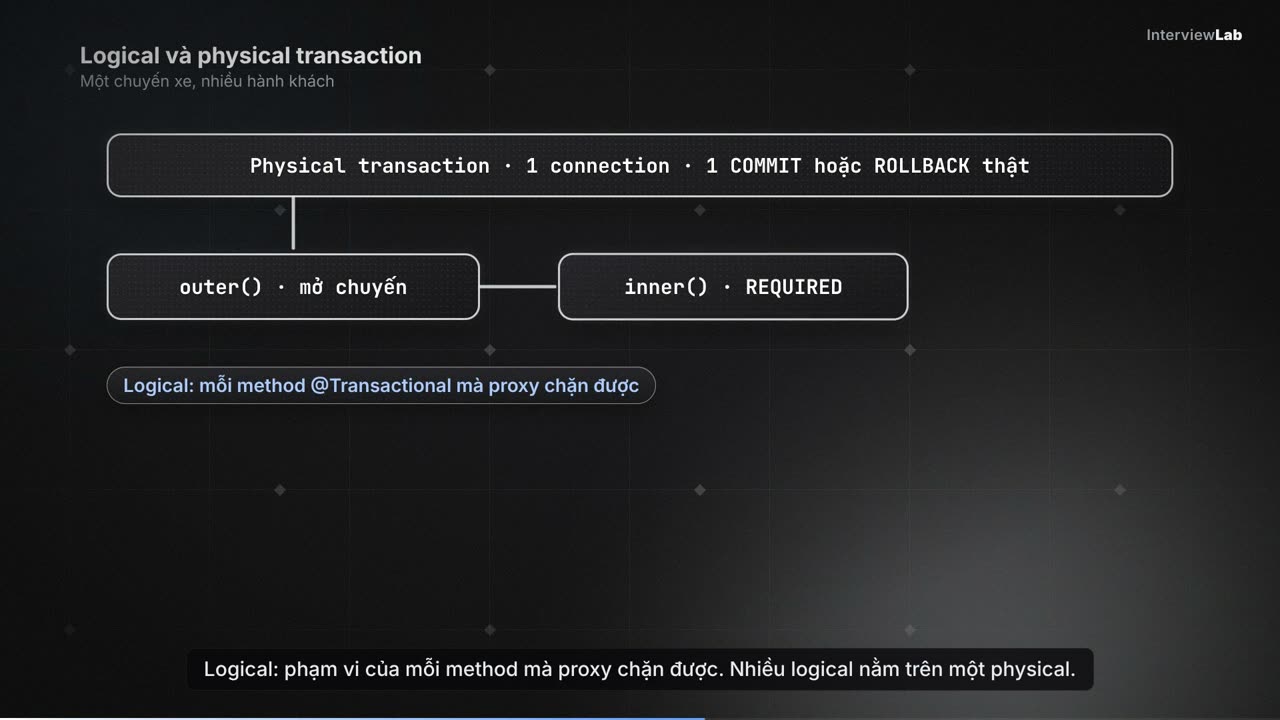 InterviewLab
Logical và physical transaction
Một chuyến xe, nhiều hành khách
Physical transaction · 1 connection · 1 COMMIT hoặc ROLLBACK thật
outer() · mở chuyến
inner() · REQUIRED
Logical: mỗi method @Transactional mà proxy chặn được
Logical: phạm vi của mỗi method mà proxy chặn được. Nhiều logical nằm trên một physical.